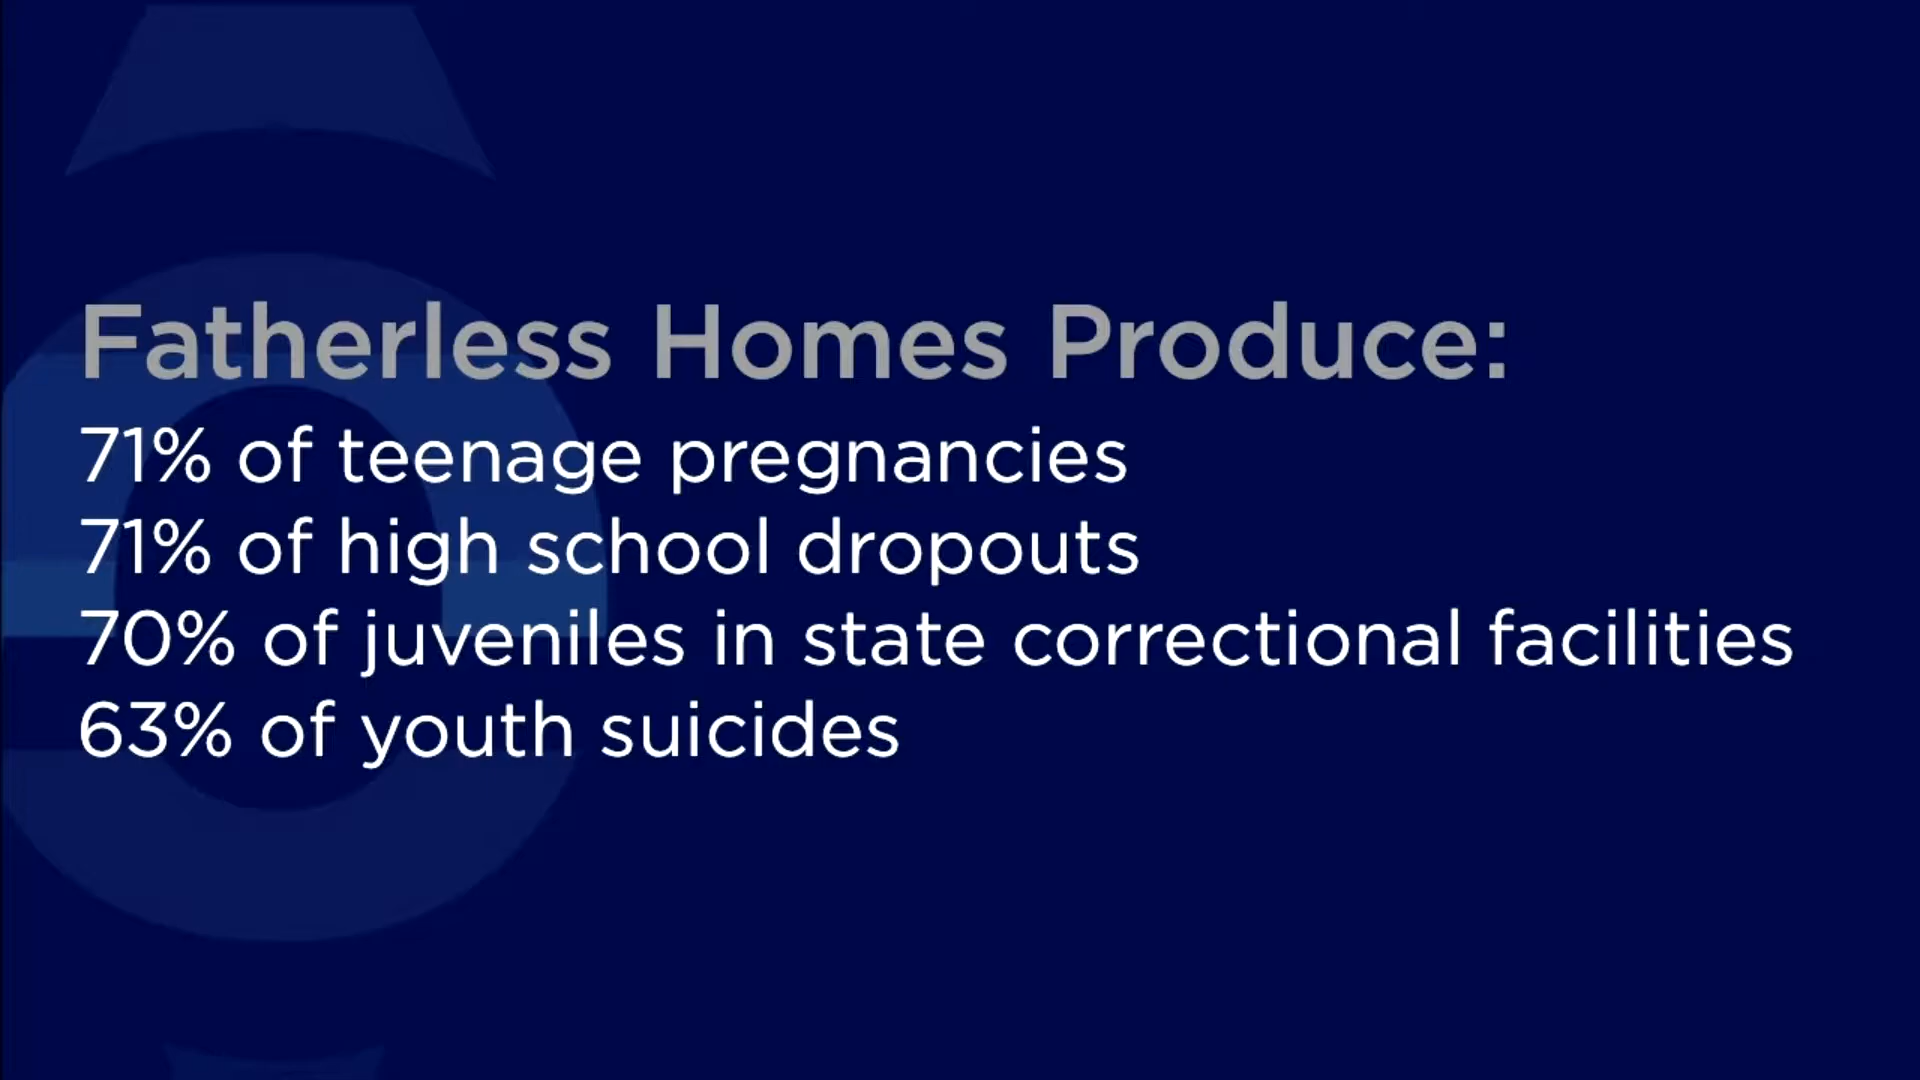 Fatherless Homes Produce:
71% of teenage pregnancies
71% of high school dropouts
70% of juveniles in state correctional facilities
63% of youth suicides